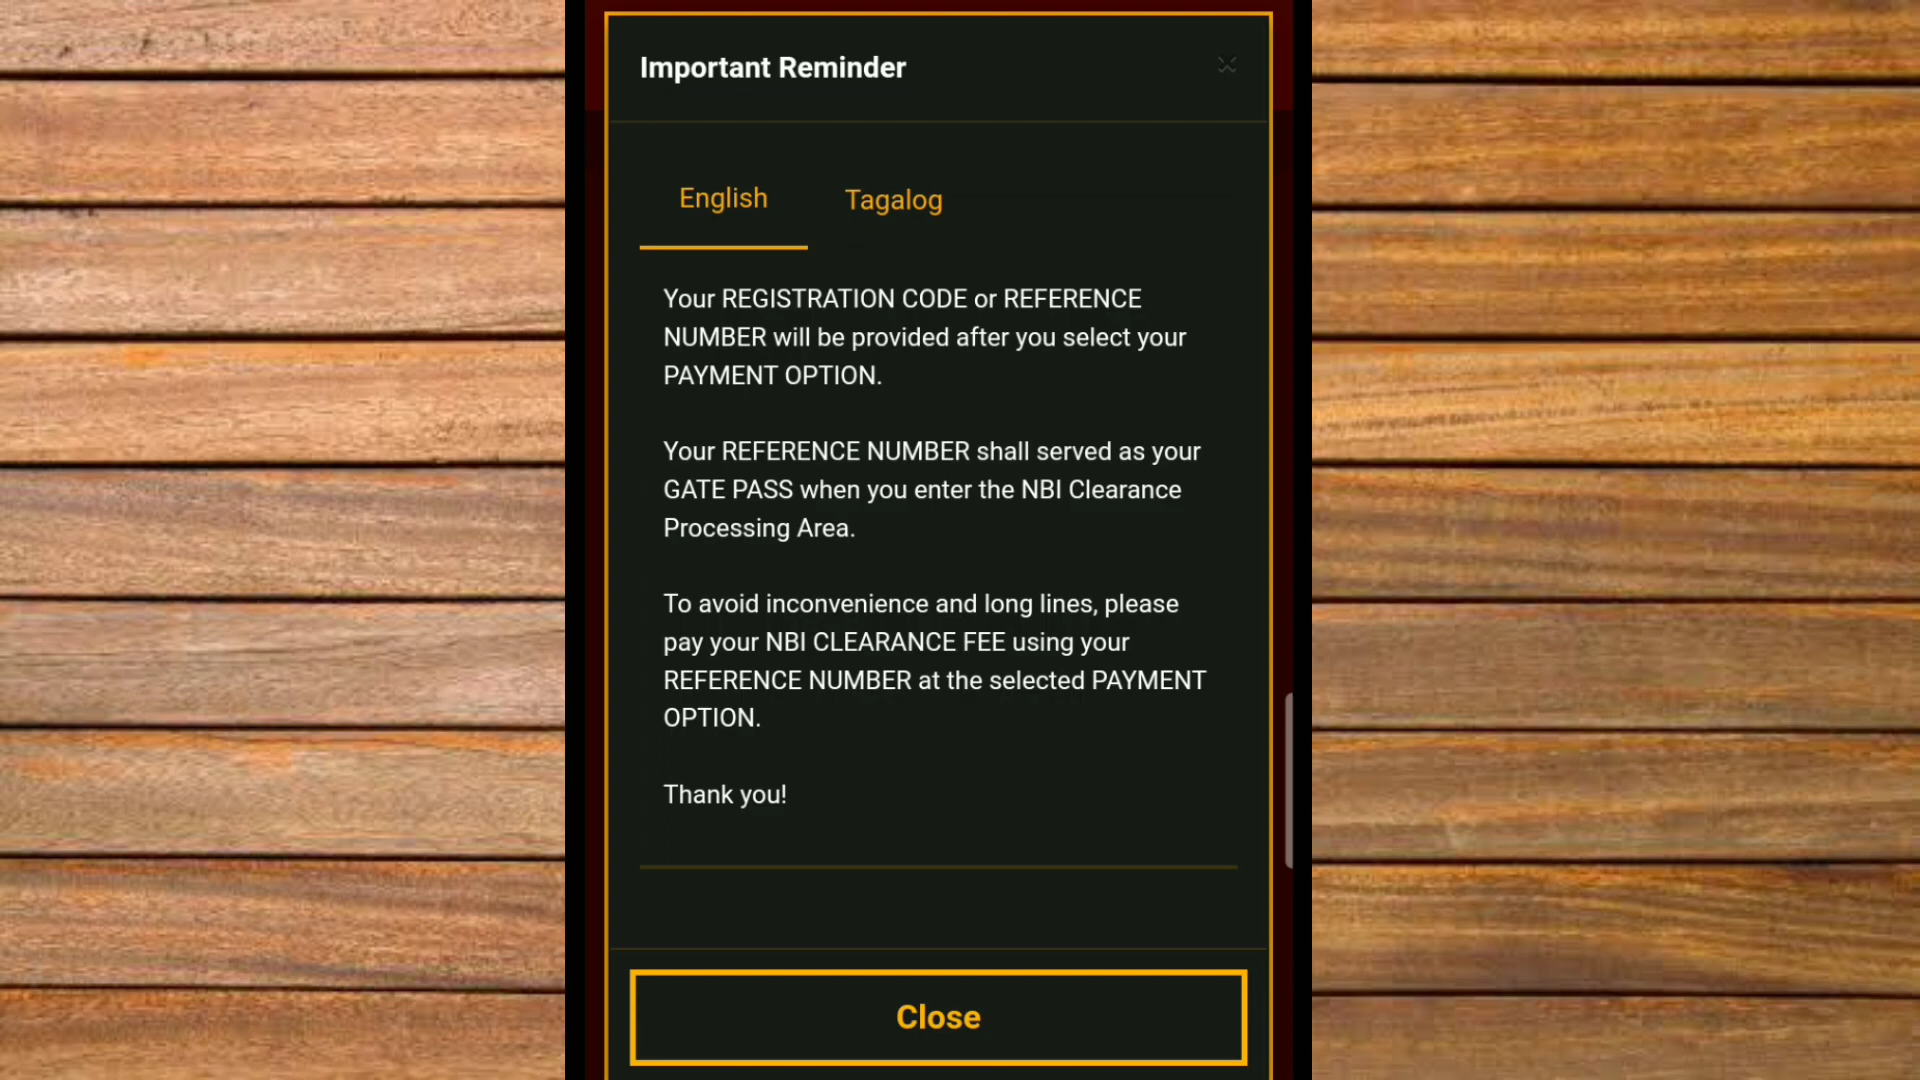 Important Reminder
English
Tagalog
Your REGISTRATION CODE or REFERENCE
NUMBER will be provided after you select your
PAYMENT OPTION.
Your REFERENCE NUMBER shall served as your
GATE PASS when you enter the NBI Clearance
Processing Area.
To avoid inconvenience and long lines, please
pay your NBI CLEARANCE FEE using your
REFERENCE NUMBER at the selected PAYMENT
OPTION.
Thank you!
Close